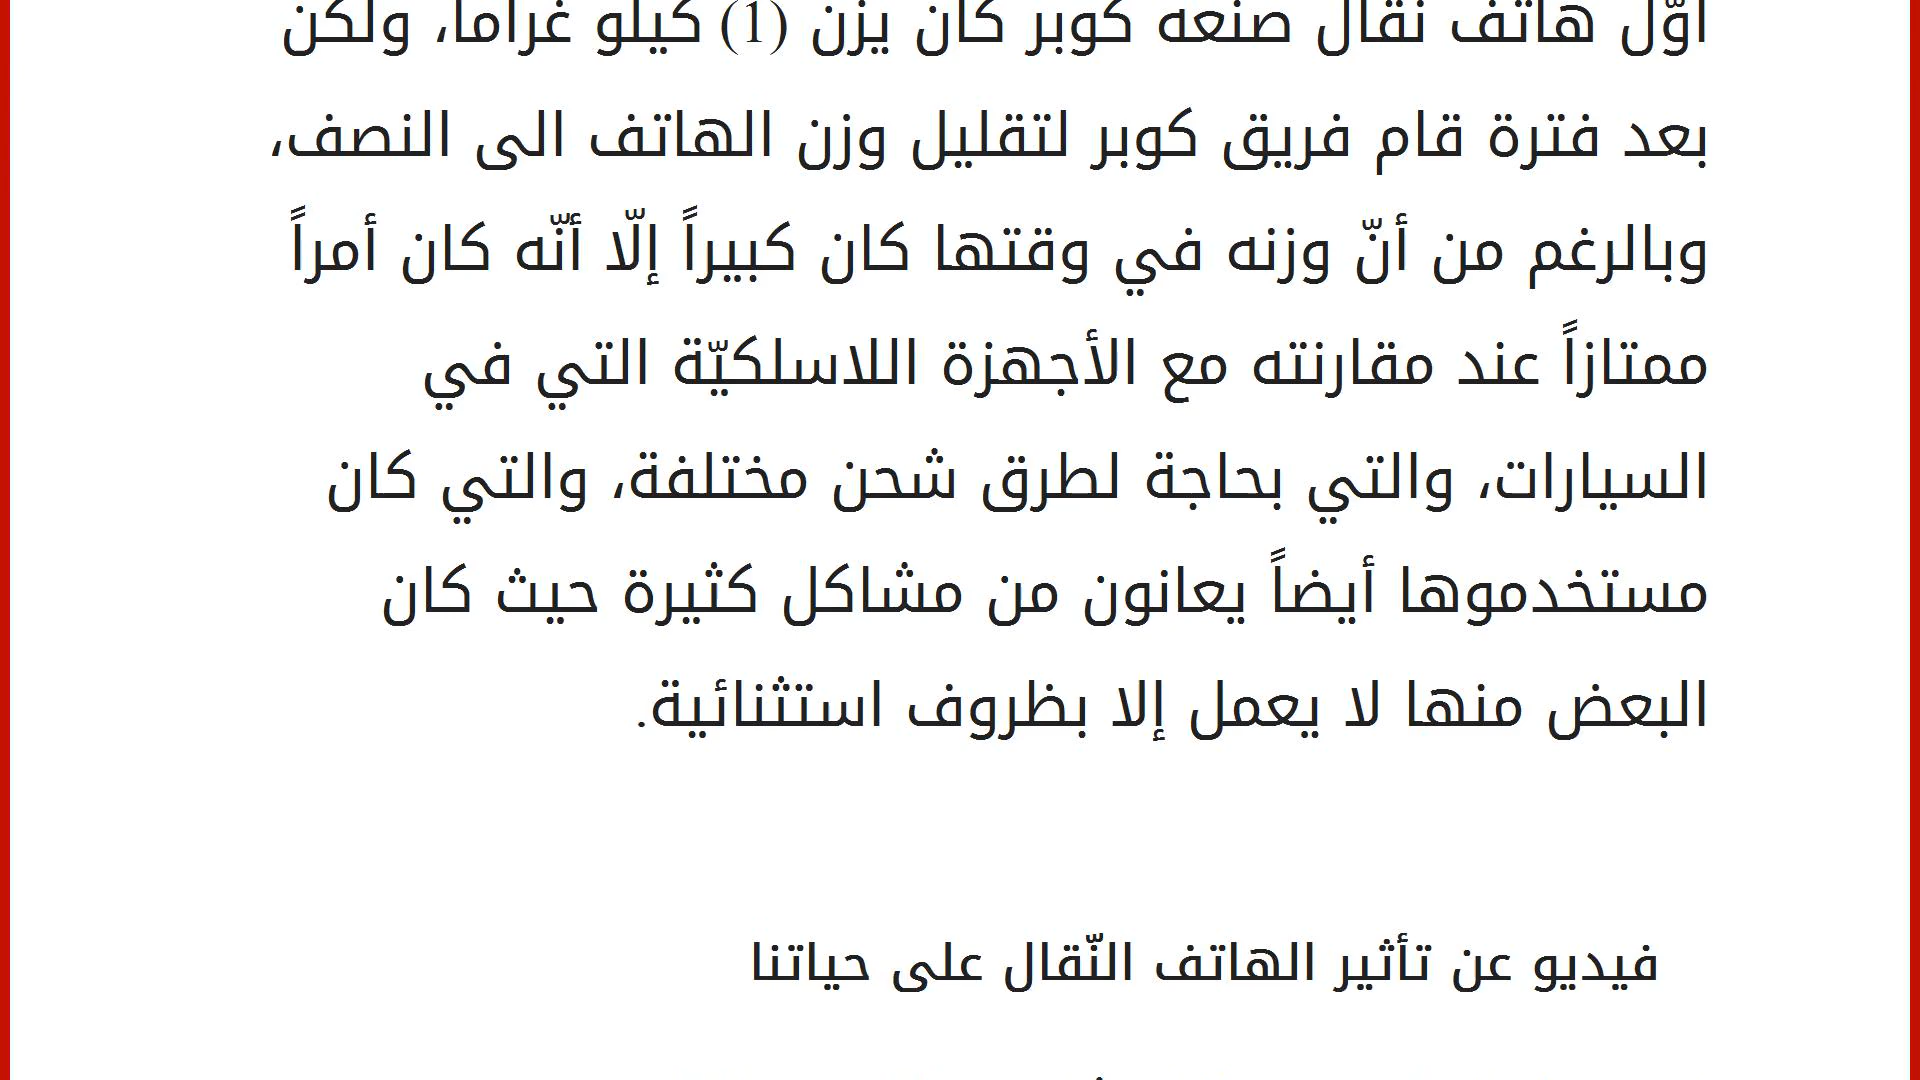 أوّل هاتف نقال صنعه كوبر كان يزن (1) كيلو غراماً، ولكن
بعد فترة قام فريق كوبر لتقليل وزن الهاتف الى النصف،
وبالرغم من أنّ وزنه في وقتها كان كبيراً إلّا أنّه كان أمراً
ممتازاً عند مقارنته مع الأجهزة اللاسلكيّة التي في
السيارات، والتي بحاجة لطرق شحن مختلفة، والتي كان
مستخدموها أيضاً يعانون من مشاكل كثيرة حيث كان
البعض منها لا يعمل إلا بظروف استثنائية.
فيديو عن تأثير الهاتف النّقال على حياتنا